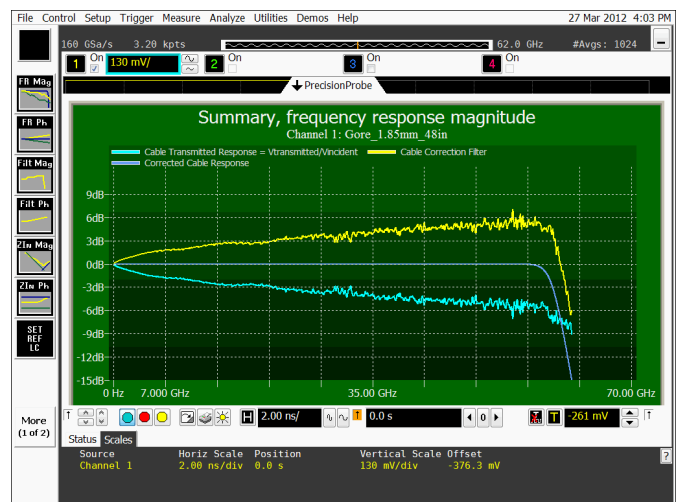 File Control Setup Trigger Measure Analyze Utilities Demos Help 27 Mar 2012 4:03 PM
160 GSa/s 3.20 kpts 62.0 GHz #Avgs: 1024
1 On 130 mV/ 2 On 3 On 4 On
PrecisionProbe
FR Mag
FR Ph
Filt Mag
Filt Ph
ZIN Mag
ZIN Ph
SET
REF
LC
More
(1 of 2)
Summary, frequency response magnitude
Channel 1: Gore_1.85mm_48in
Cable Transmitted Response = Vtransmitted/Vincident Cable Correction Filter
Corrected Cable Response
9dB
6dB
3dB
0dB
-3dB
-6dB
-9dB
-12dB
-15dB
0 Hz 7.000 GHz 35.00 GHz 70.00 GHz
H 2.00 ns/ 0.0 s 0 T -261 mV
Status Scales
Source Horiz Scale Position Vertical Scale Offset
Channel 1 2.00 ns/div 0.0 s 130 mV/div -376.3 mV
?